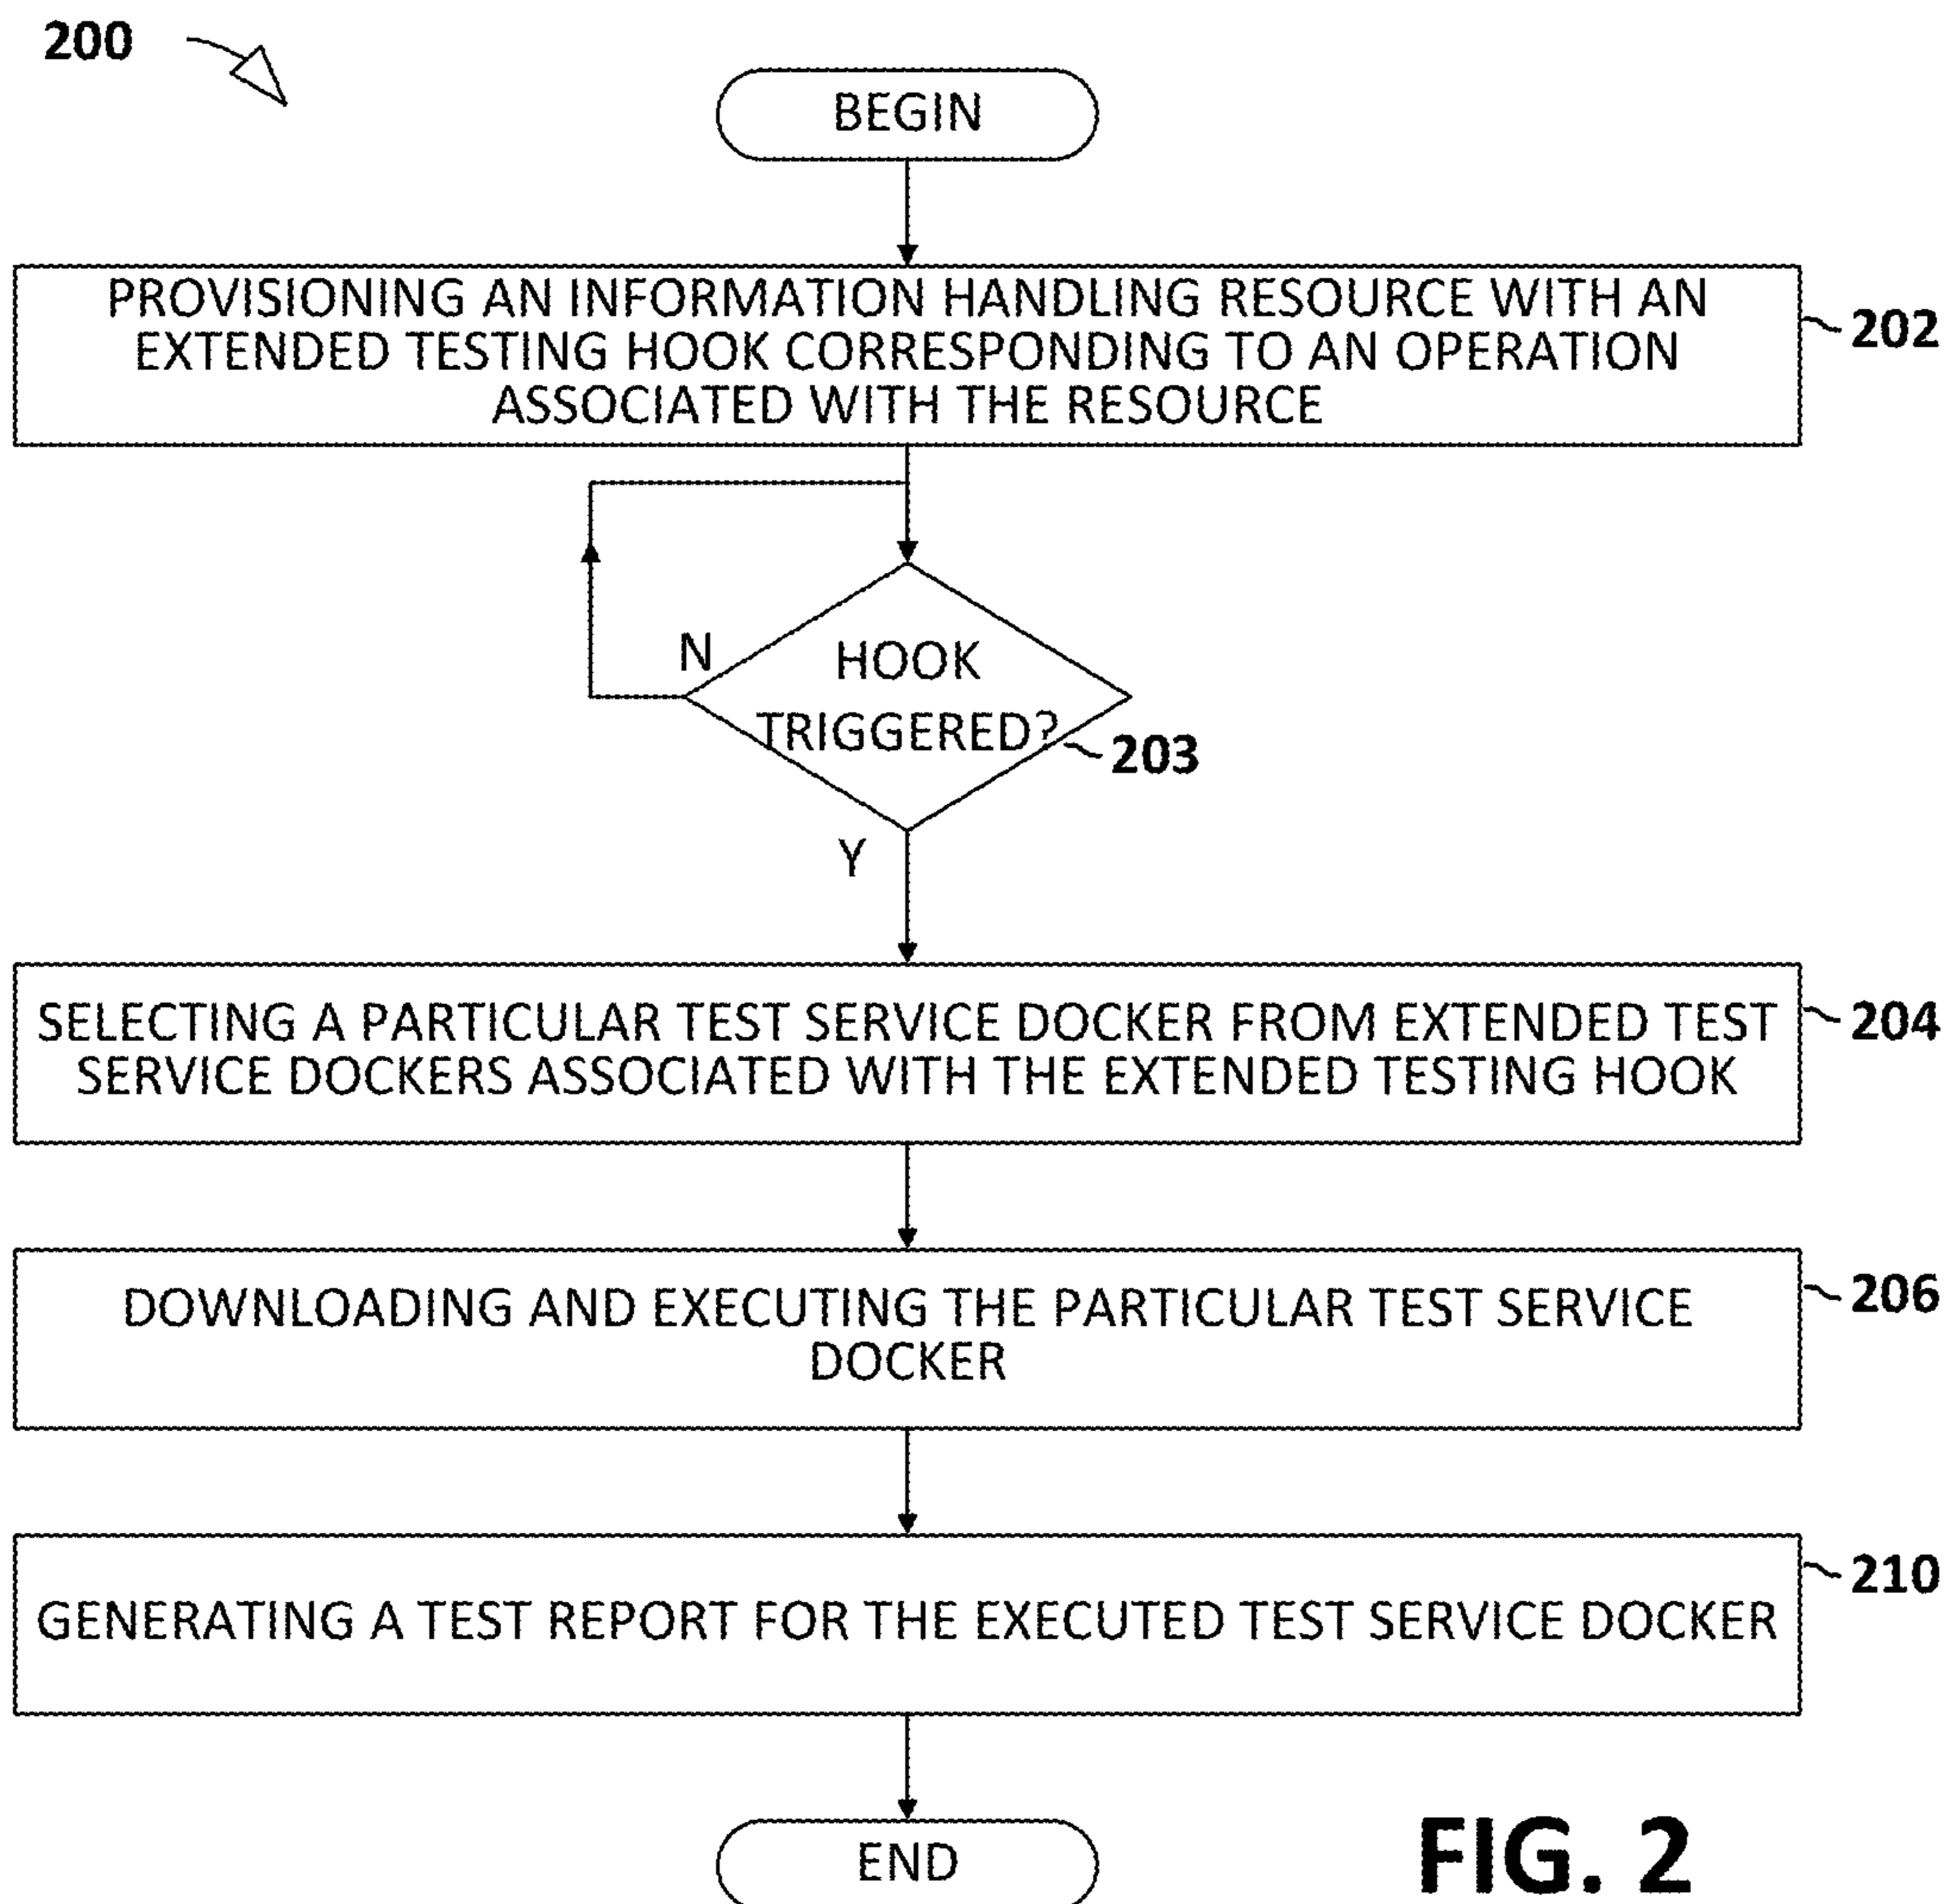 200
BEGIN
PROVISIONING AN INFORMATION HANDLING RESOURCE WITH AN
EXTENDED TESTING HOOK CORRESPONDING TO AN OPERATION
ASSOCIATED WITH THE RESOURCE
202
N
HOOK
TRIGGERED?
203
Y
SELECTING A PARTICULAR TEST SERVICE DOCKER FROM EXTENDED TEST
SERVICE DOCKERS ASSOCIATED WITH THE EXTENDED TESTING HOOK
204
DOWNLOADING AND EXECUTING THE PARTICULAR TEST SERVICE
DOCKER
206
GENERATING A TEST REPORT FOR THE EXECUTED TEST SERVICE DOCKER
210
END
FIG. 2